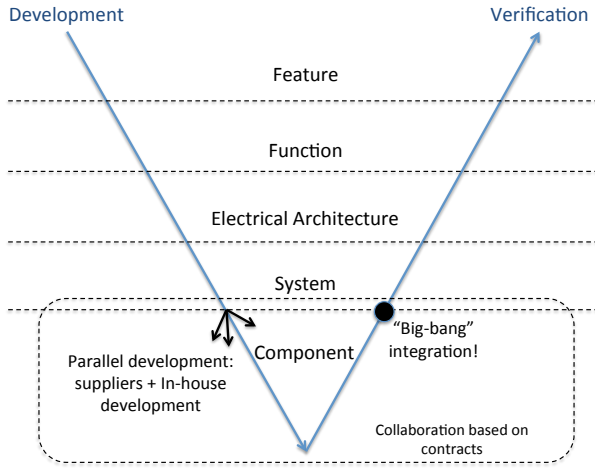 Development
Verification
Feature
Function
Electrical Architecture
System
Component
“Big-bang”
integration!
Parallel development:
suppliers + In-house
development
Collaboration based on
contracts